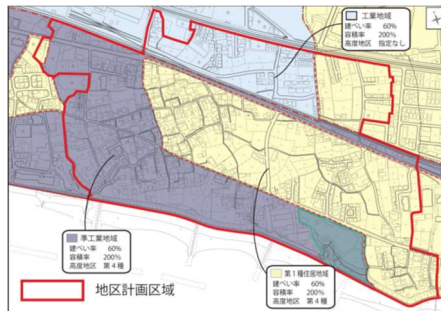 工業地域
建ぺい率 60%
容積率 200%
高度地区 指定なし
準工業地域
建ぺい率 60%
容積率 200%
高度地区 第4種
第1種住居地域
建ぺい率 60%
容積率 200%
高度地区 第4種
地区計画区域